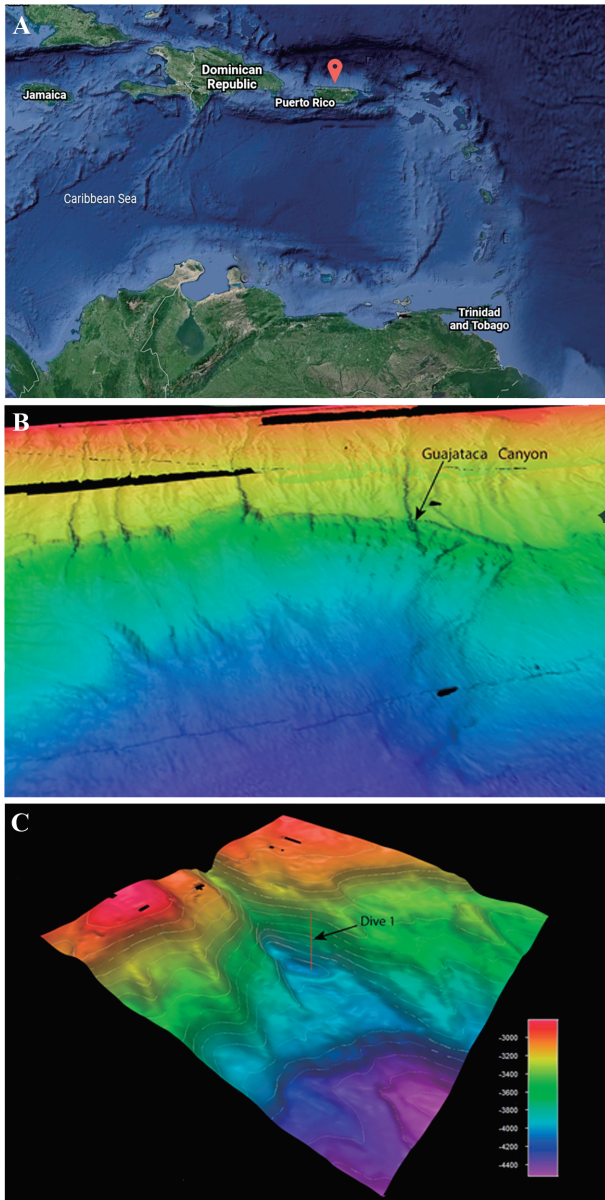 A
Dominican
Republic
Jamaica
Puerto Rico
Caribbean Sea
Trinidad
and Tobago
B
Guajataca Canyon
C
Dive 1
-3000
-3200
-3400
-3600
-3800
-4000
-4200
-4400